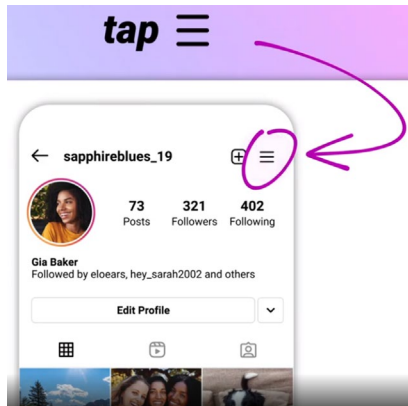 tap
sapphireblues_19
73 321 402
Posts Followers Following
Gia Baker
Followed by eloears, hey_sarah2002 and others
Edit Profile